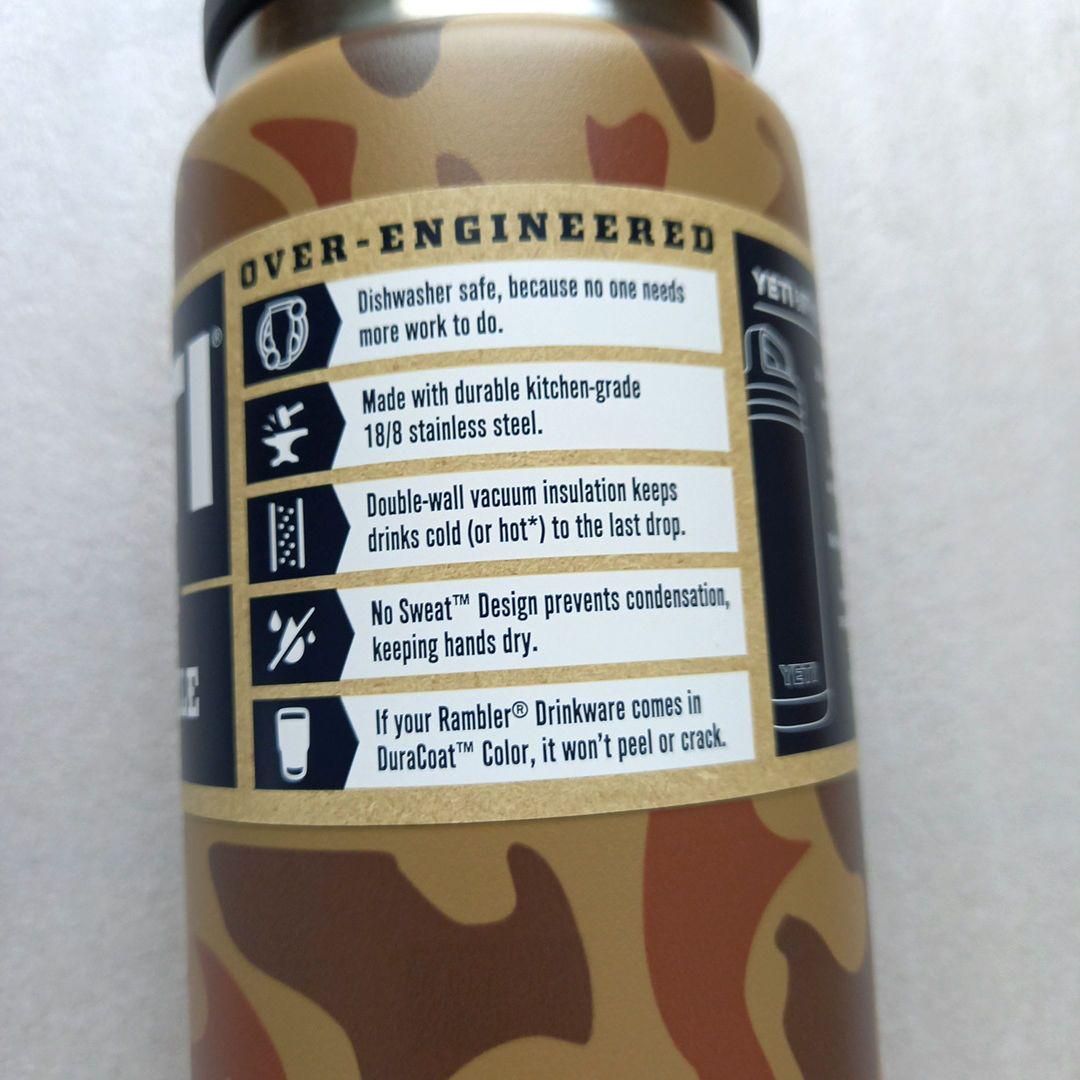 OVER-ENGINEERED
Dishwasher safe, because no one needs
more work to do.
Made with durable kitchen-grade
18/8 stainless steel.
Double-wall vacuum insulation keeps
drinks cold (or hot*) to the last drop.
No Sweat™ Design prevents condensation,
keeping hands dry.
If your Rambler® Drinkware comes in
DuraCoat™ Color, it won't peel or crack.
YETI
YETI